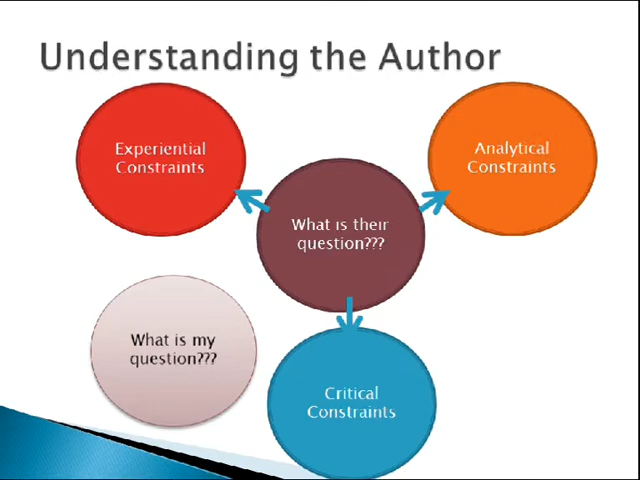 Understanding the Author
Experiential
Constraints
Analytical
Constraints
What is their
question???
What is my
question???
Critical
Constraints